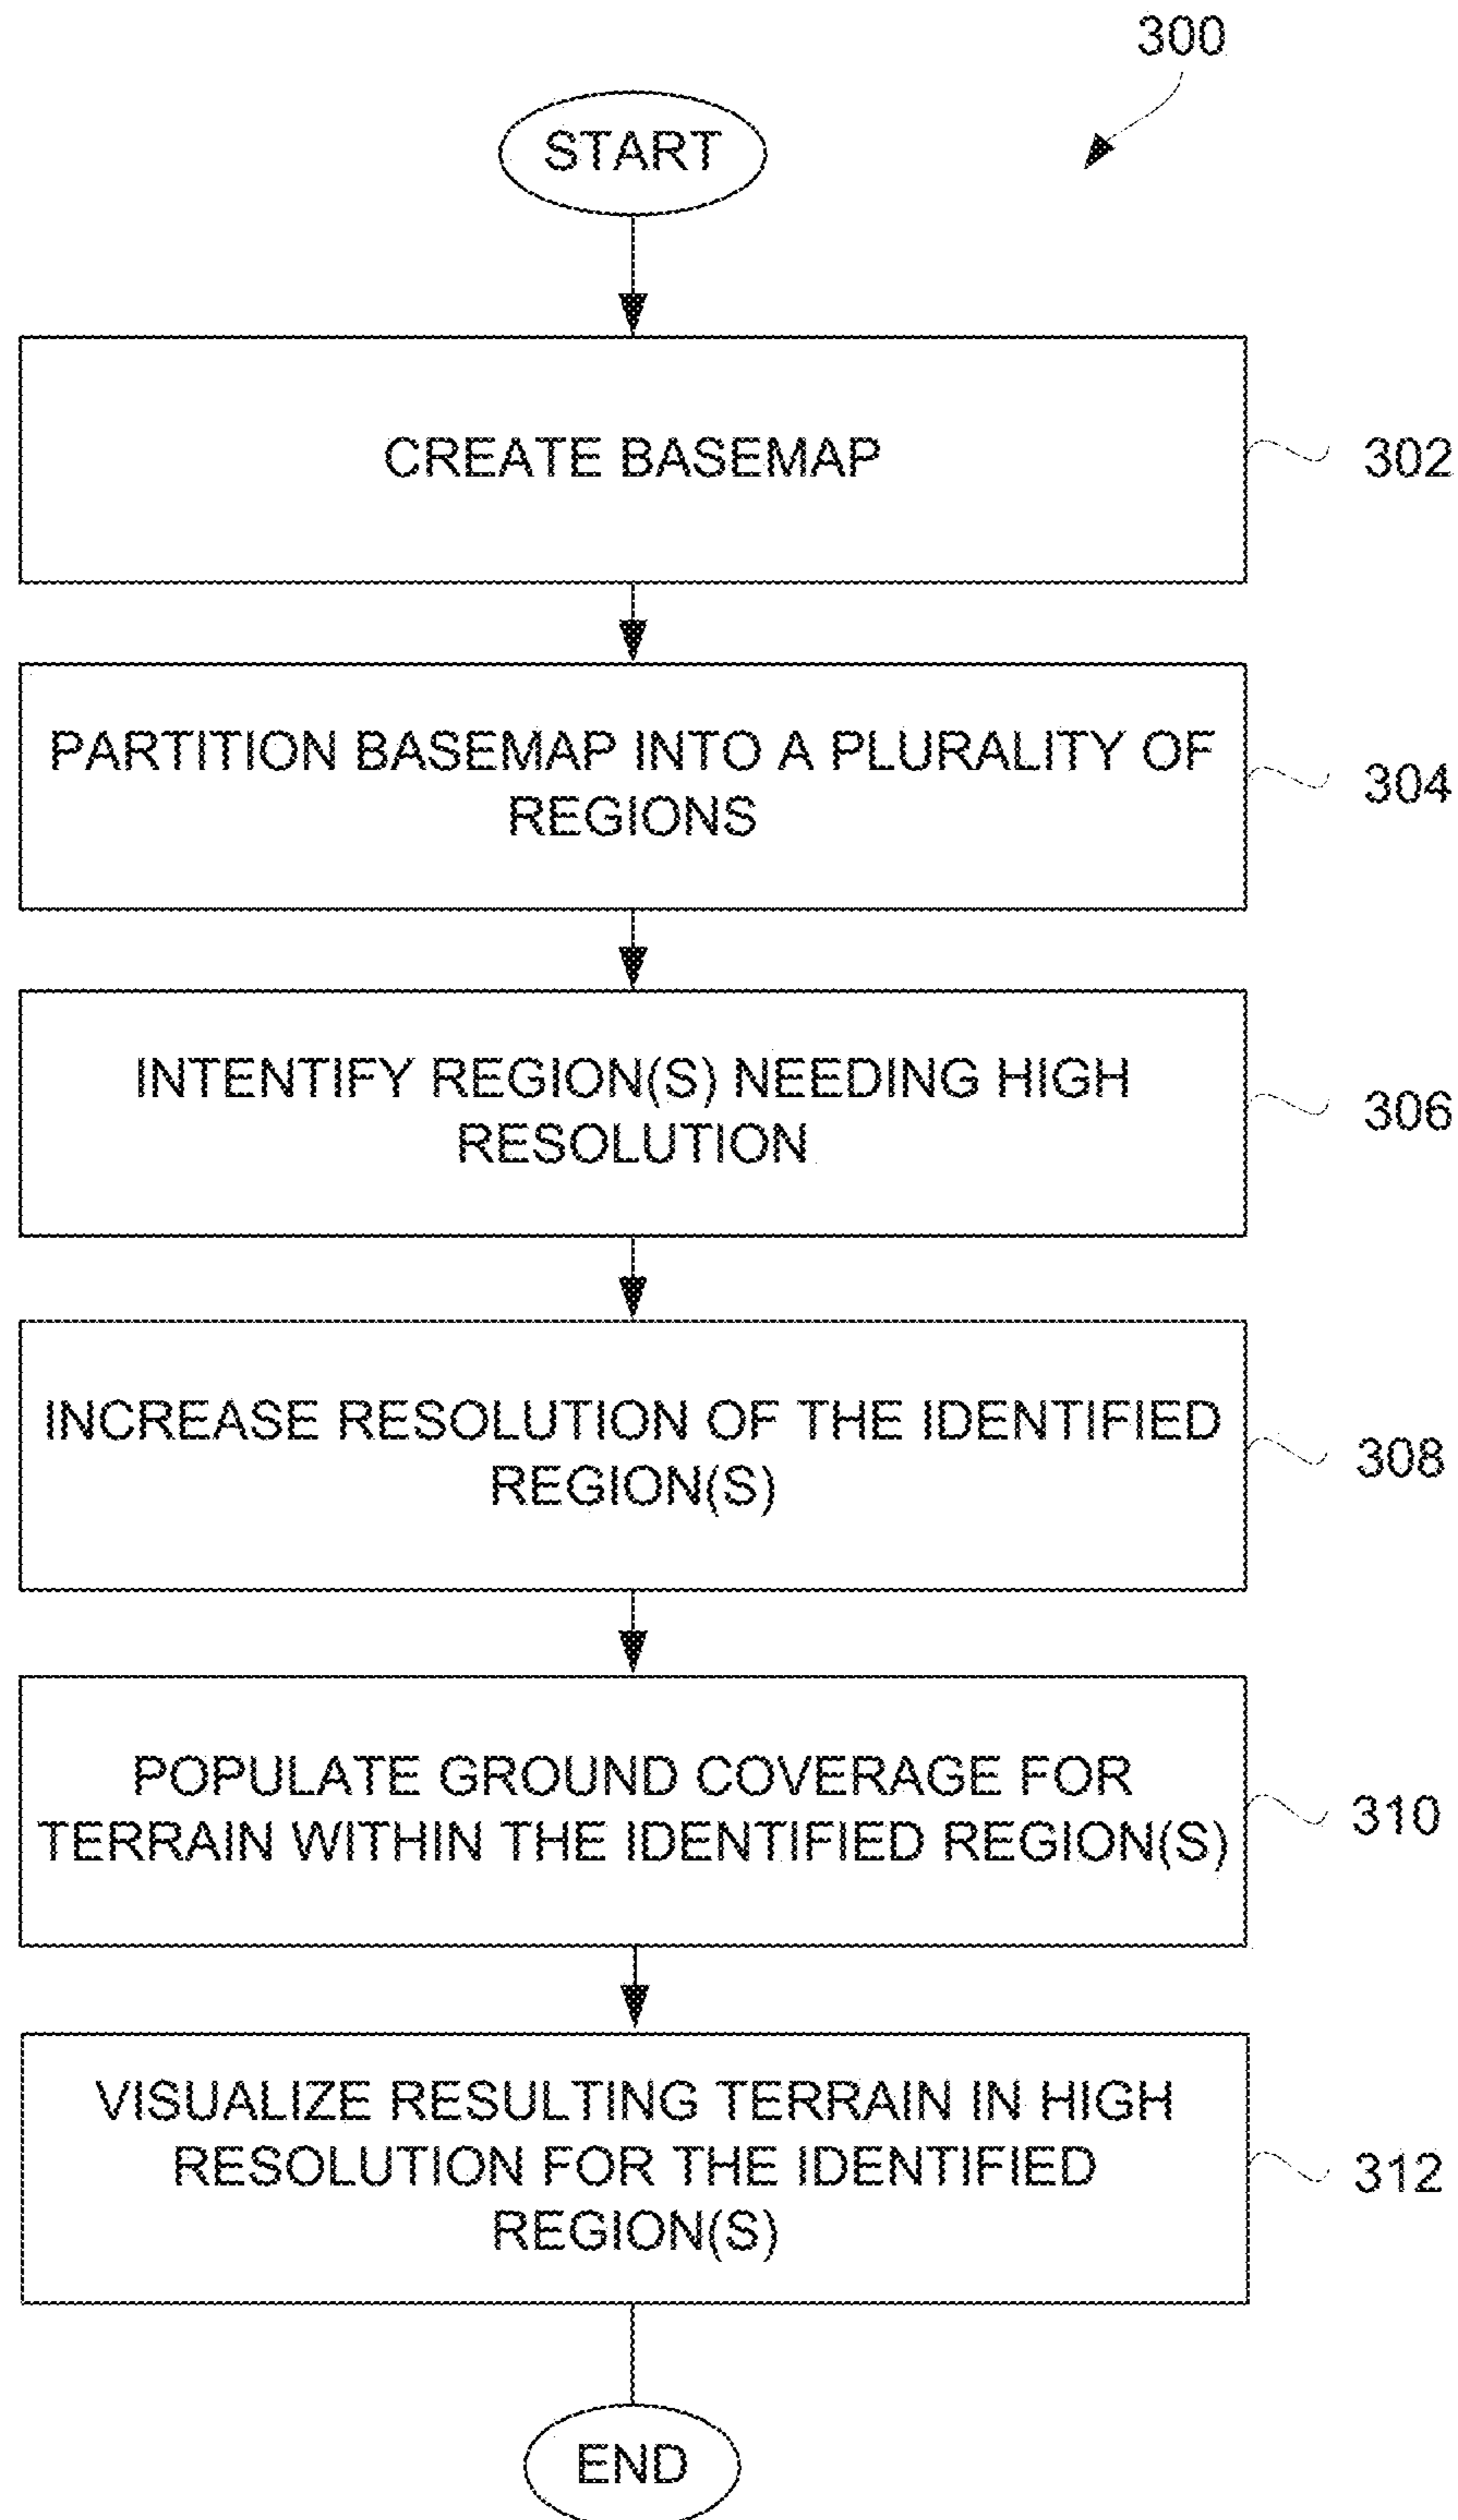 300
START
CREATE BASEMAP
302
PARTITION BASEMAP INTO A PLURALITY OF
REGIONS
304
INTENTIFY REGION(S) NEEDING HIGH
RESOLUTION
306
INCREASE RESOLUTION OF THE IDENTIFIED
REGION(S)
308
POPULATE GROUND COVERAGE FOR
TERRAIN WITHIN THE IDENTIFIED REGION(S)
310
VISUALIZE RESULTING TERRAIN IN HIGH
RESOLUTION FOR THE IDENTIFIED
REGION(S)
312
END